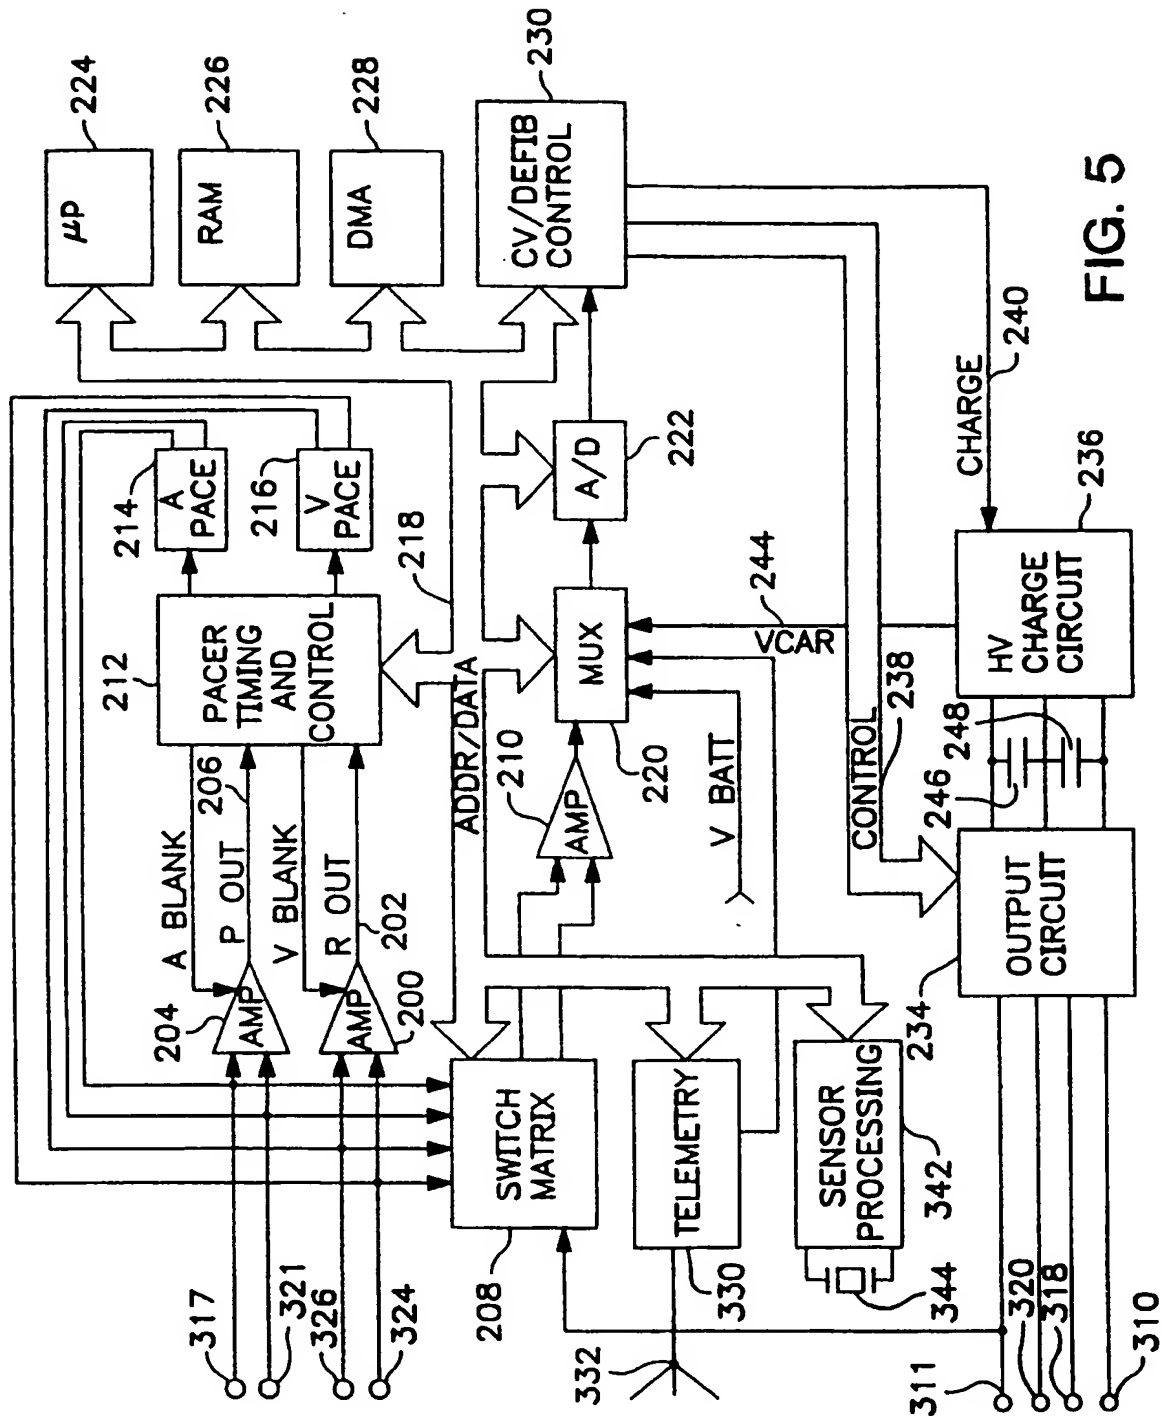 317
321
326
324
204
AMP
AMP
200
A BLANK
P OUT
206
V BLANK
R OUT
202
212
PACER
TIMING
AND
CONTROL
214
A
PACE
216
V
PACE
218
µP
224
RAM
226
DMA
228
ADDR/DATA
SWITCH
MATRIX
208
210
AMP
MUX
220
A/D
222
CV/DEFIB
CONTROL
230
V BATT
VCAR
244
TELEMETRY
330
332
SENSOR
PROCESSING
342
344
CONTROL
238
CHARGE
240
311
320
318
310
OUTPUT
CIRCUIT
234
246
248
HV
CHARGE
CIRCUIT
236
FIG. 5